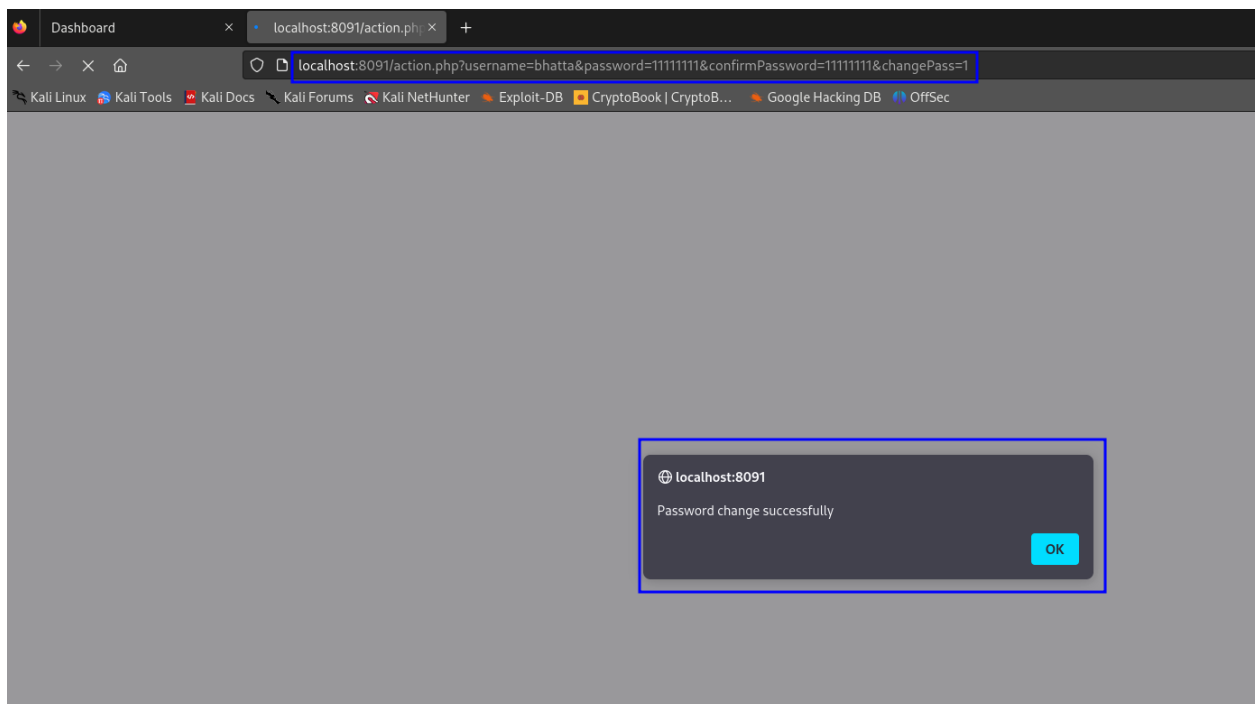 Dashboard
localhost:8091/action.php
localhost:8091/action.php?username=bhatta&password=11111111&confirmPassword=11111111&changePass=1
Kali Linux Kali Tools Kali Docs Kali Forums Kali NetHunter Exploit-DB CryptoBook | CryptoB... Google Hacking DB OffSec
localhost:8091
Password change successfully
OK